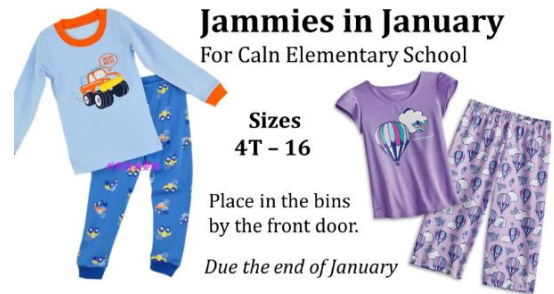 Jammies in January
For Caln Elementary School
Sizes
4T – 16
Place in the bins
by the front door.
Due the end of January